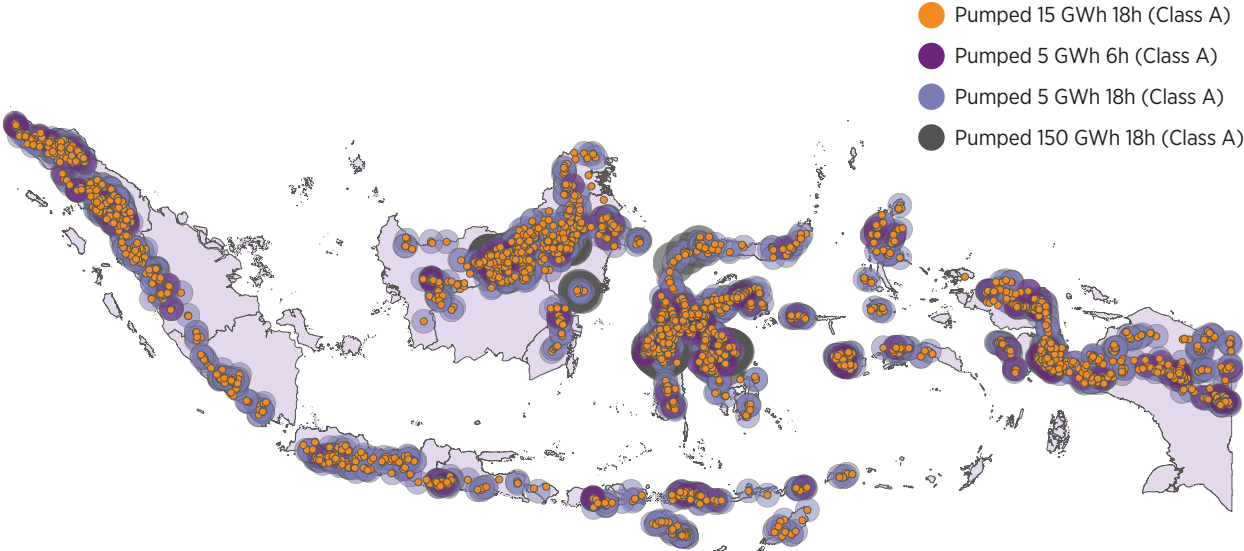 Pumped 15 GWh 18h (Class A)
Pumped 5 GWh 6h (Class A)
Pumped 5 GWh 18h (Class A)
Pumped 150 GWh 18h (Class A)